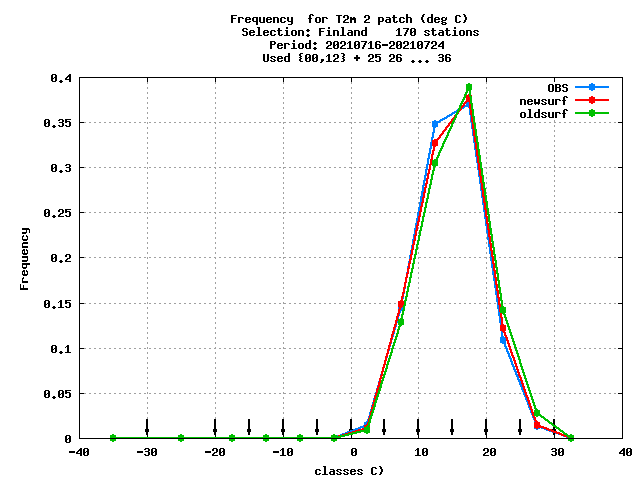 Frequency  for T2m 2 patch (deg C)
Selection: Finland    170 stations
Period: 20210716-20210724
Used {00,12} + 25 26 ... 36
OBS
newsurf
oldsurf
0.4
0.35
0.3
0.25
0.2
0.15
0.1
0.05
0
Frequency
-40 -30 -20 -10 0 10 20 30 40
classes C)